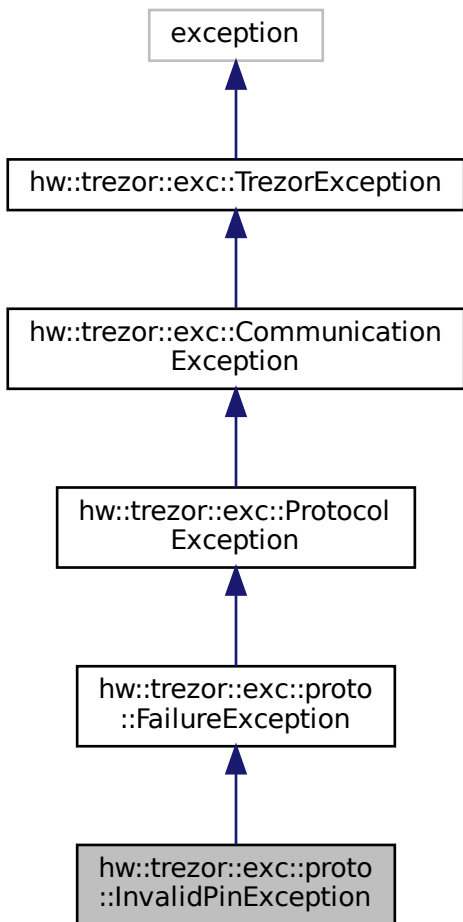 exception
hw::trezor::exc::TrezorException
hw::trezor::exc::Communication
Exception
hw::trezor::exc::Protocol
Exception
hw::trezor::exc::proto
::FailureException
hw::trezor::exc::proto
::InvalidPinException